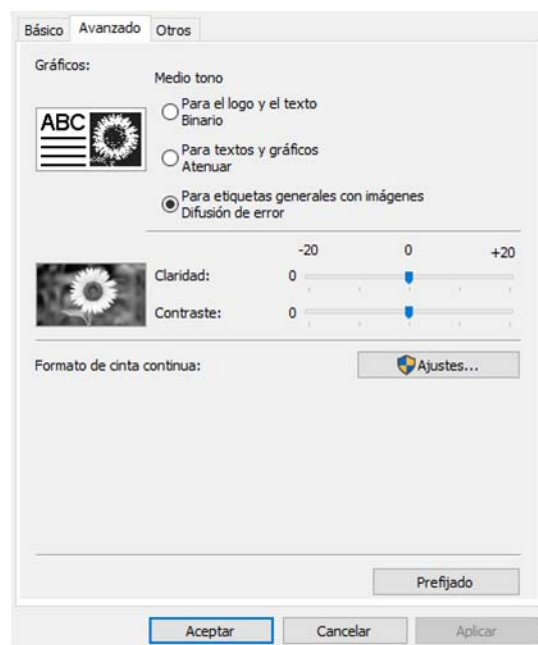 Básico Avanzado Otros
Gráficos:
Medio tono
ABC
Para el logo y el texto
Binario
Para textos y gráficos
Atenuar
Para etiquetas generales con imágenes
Difusión de error
-20 0 +20
Claridad: 0
Contraste: 0
Formato de cinta continua: Ajustes...
Prefijado
Aceptar Cancelar Aplicar